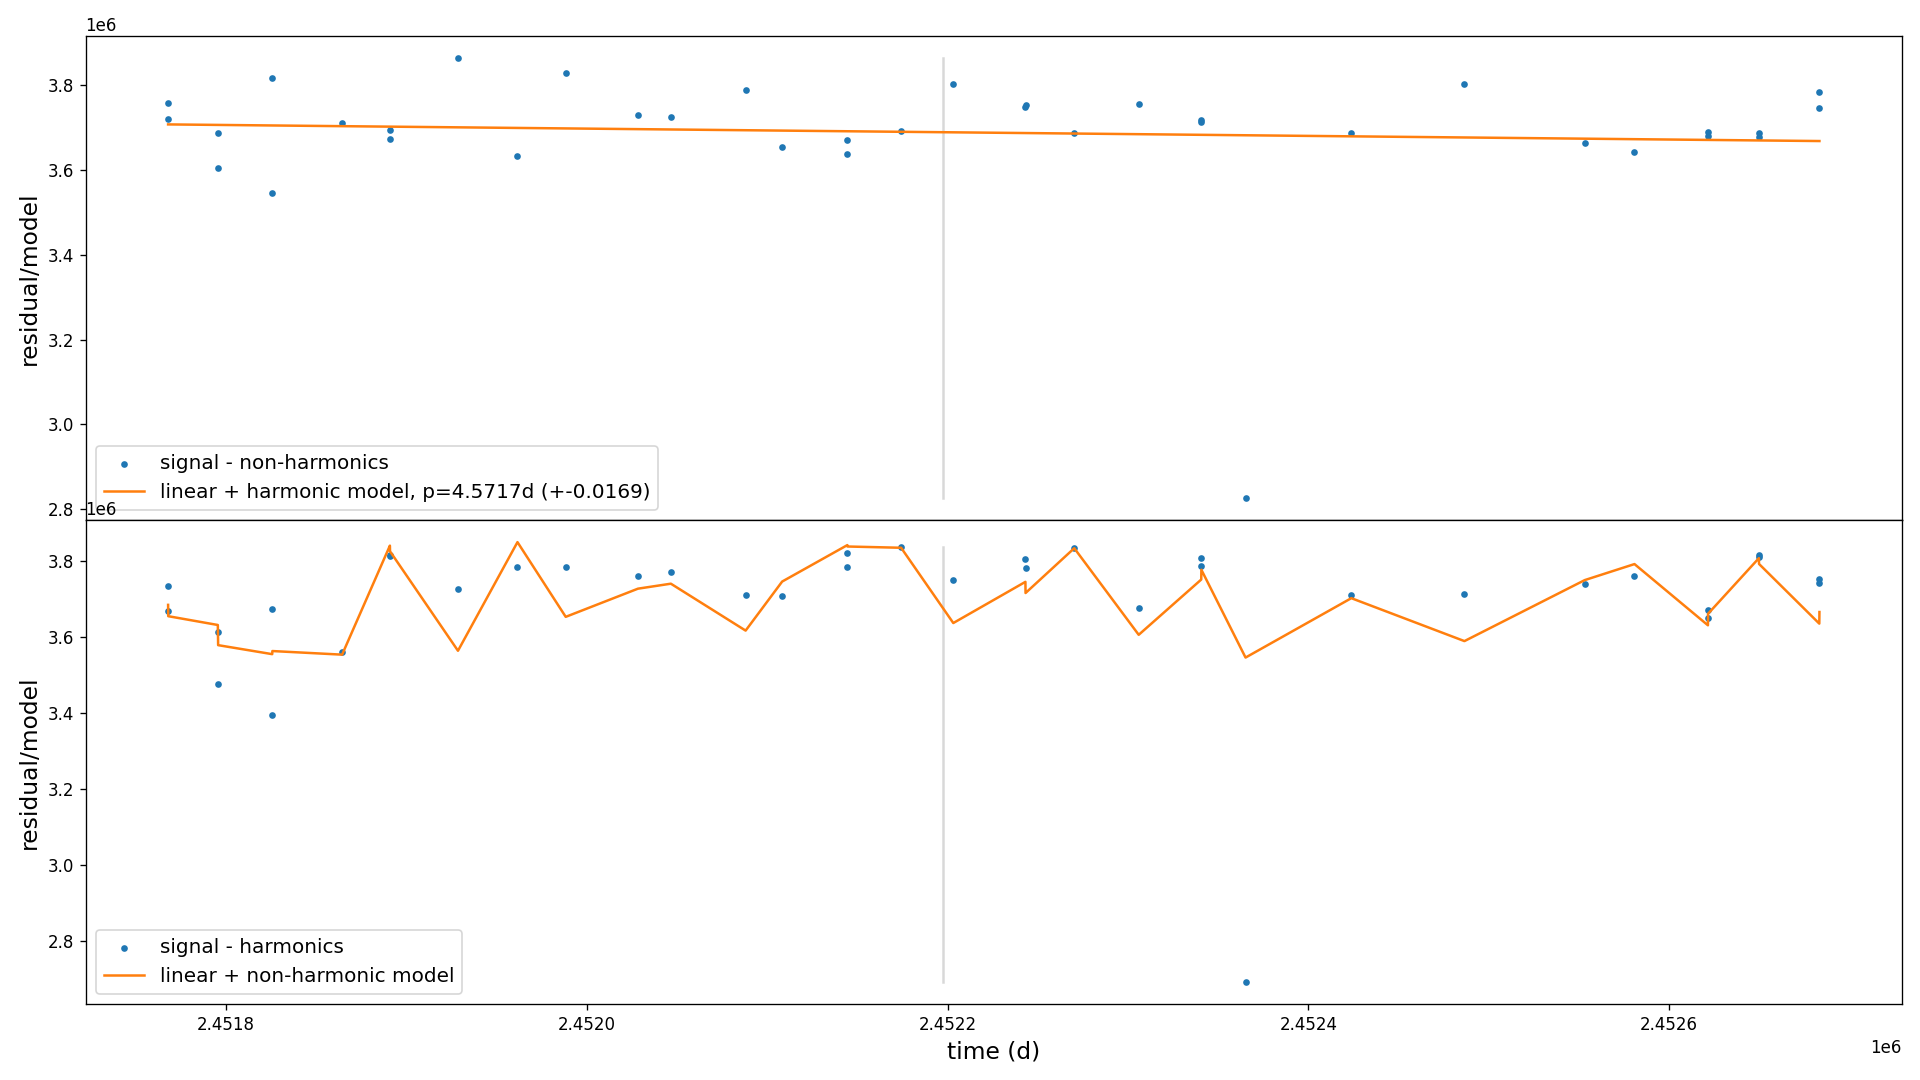 1e6
3.8
3.6
3.4
3.2
3.0
2.8
residual/model
signal - non-harmonics
linear + harmonic model, p=4.5717d (+-0.0169)
1e6
3.8
3.6
3.4
3.2
3.0
2.8
residual/model
signal - harmonics
linear + non-harmonic model
2.4518
2.4520
2.4522
2.4524
2.4526
1e6
time (d)